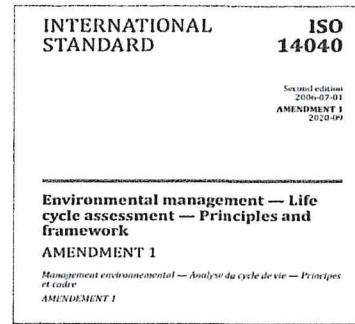 INTERNATIONAL
STANDARD
ISO
14040
Second edition
2006-07-01
AMENDMENT 1
2020-09
Environmental management — Life
cycle assessment — Principles and
framework
AMENDMENT 1
Management environnemental — Analyse du cycle de vie — Principes
et cadre
AMENDEMENT 1